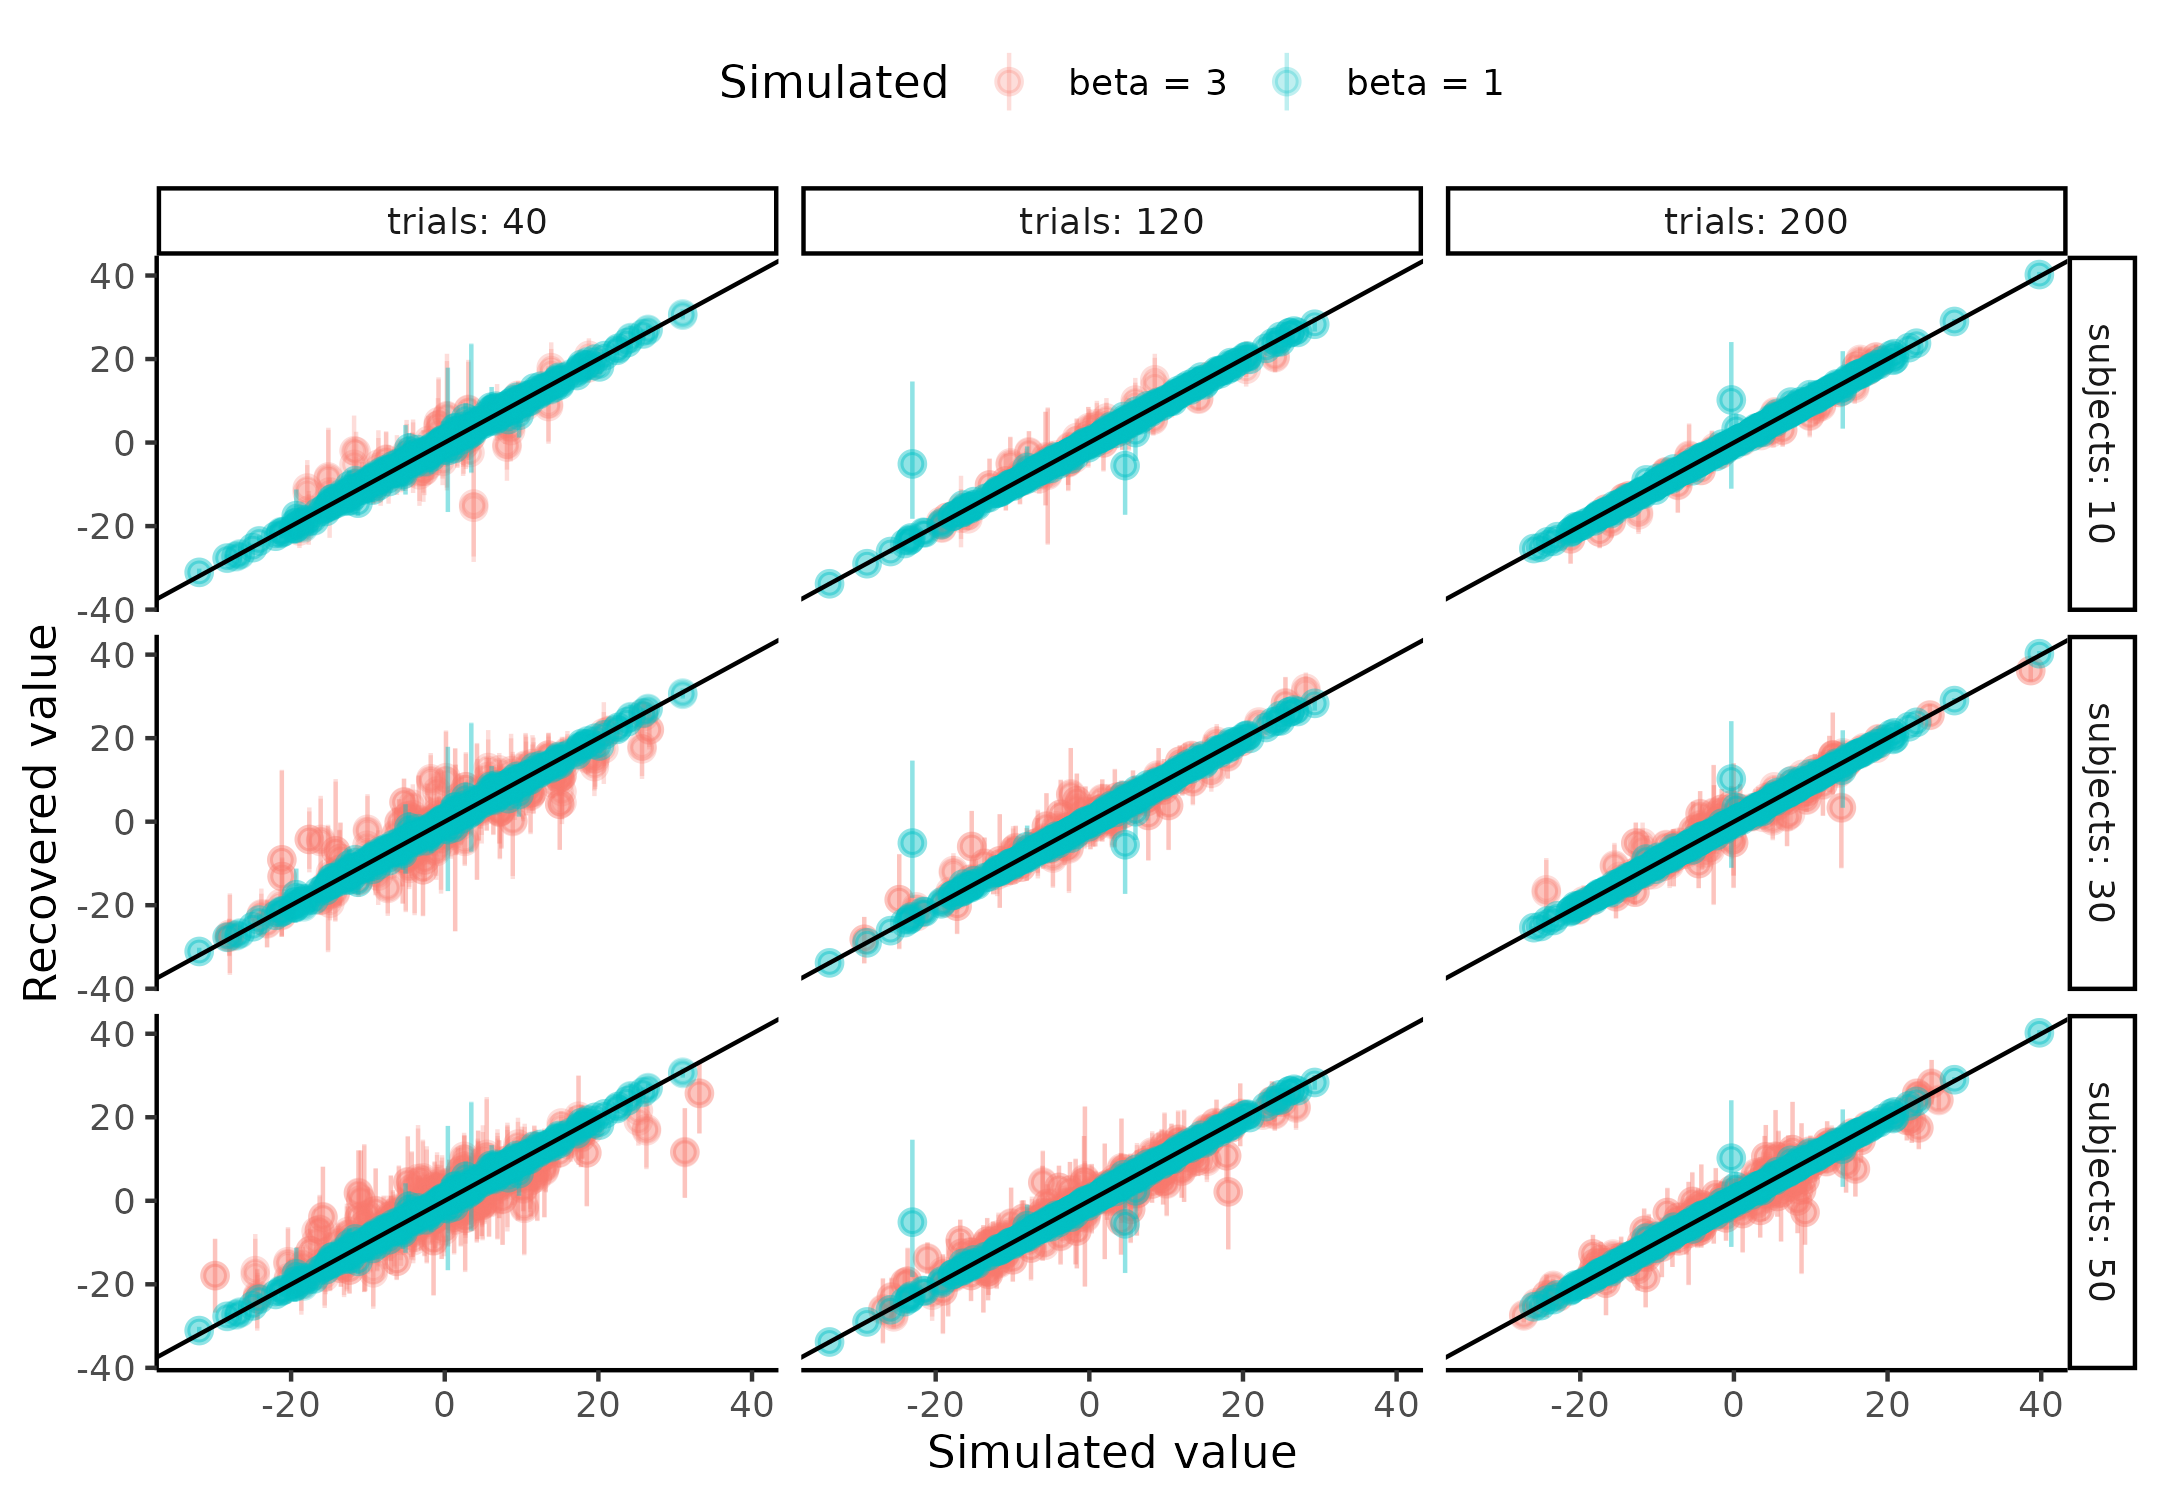 Simulated beta = 3 beta = 1
trials: 40 trials: 120 trials: 200
40
20
0
-20
-40
subjects: 10
40
20
0
-20
-40
subjects: 30
40
20
0
-20
-40
subjects: 50
Recovered value
-20 0 20 40 -20 0 20 40 -20 0 20 40
Simulated value